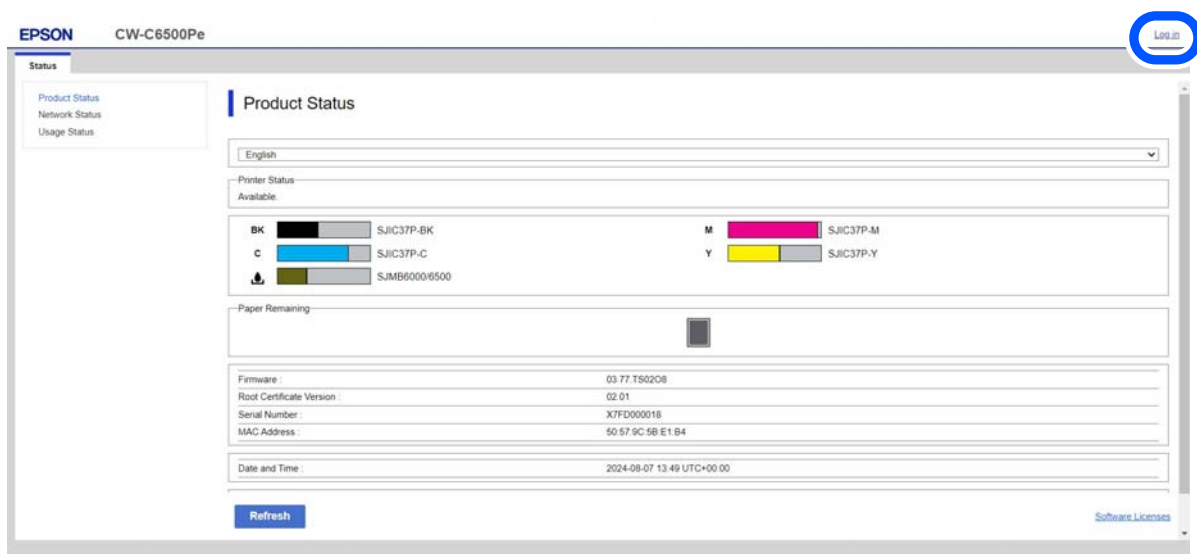 EPSON CW-C6500Pe Log in
Status
Product Status
Network Status
Usage Status
Product Status
English
Printer Status
Available.
BK SJIC37P-BK M SJIC37P-M
C SJIC37P-C Y SJIC37P-Y
SJMB6000/6500
Paper Remaining
Firmware : 03.77.TS02O8
Root Certificate Version : 02.01
Serial Number : X7FD000018
MAC Address : 50:57:9C:5B:E1:B4
Date and Time : 2024-08-07 13:49 UTC+00:00
Refresh Software Licenses